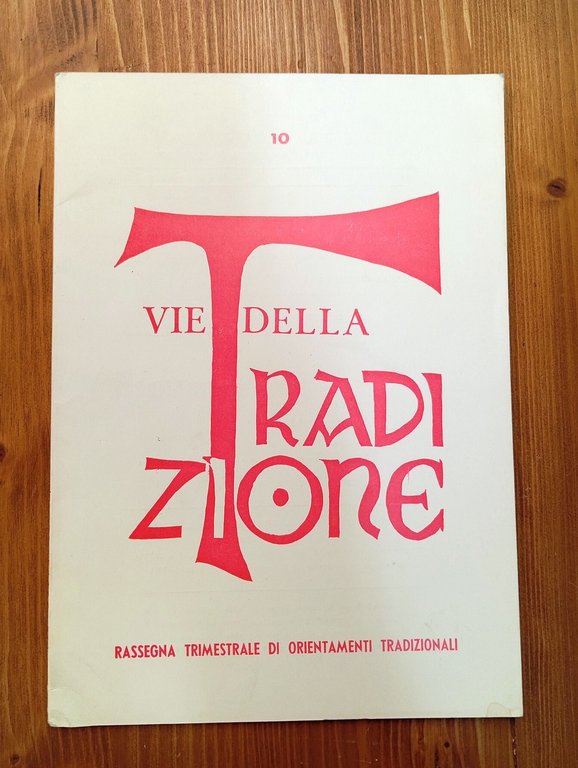 10
VIE DELLA
TRADI
ZIONE
RASSEGNA TRIMESTRALE DI ORIENTAMENTI TRADIZIONALI